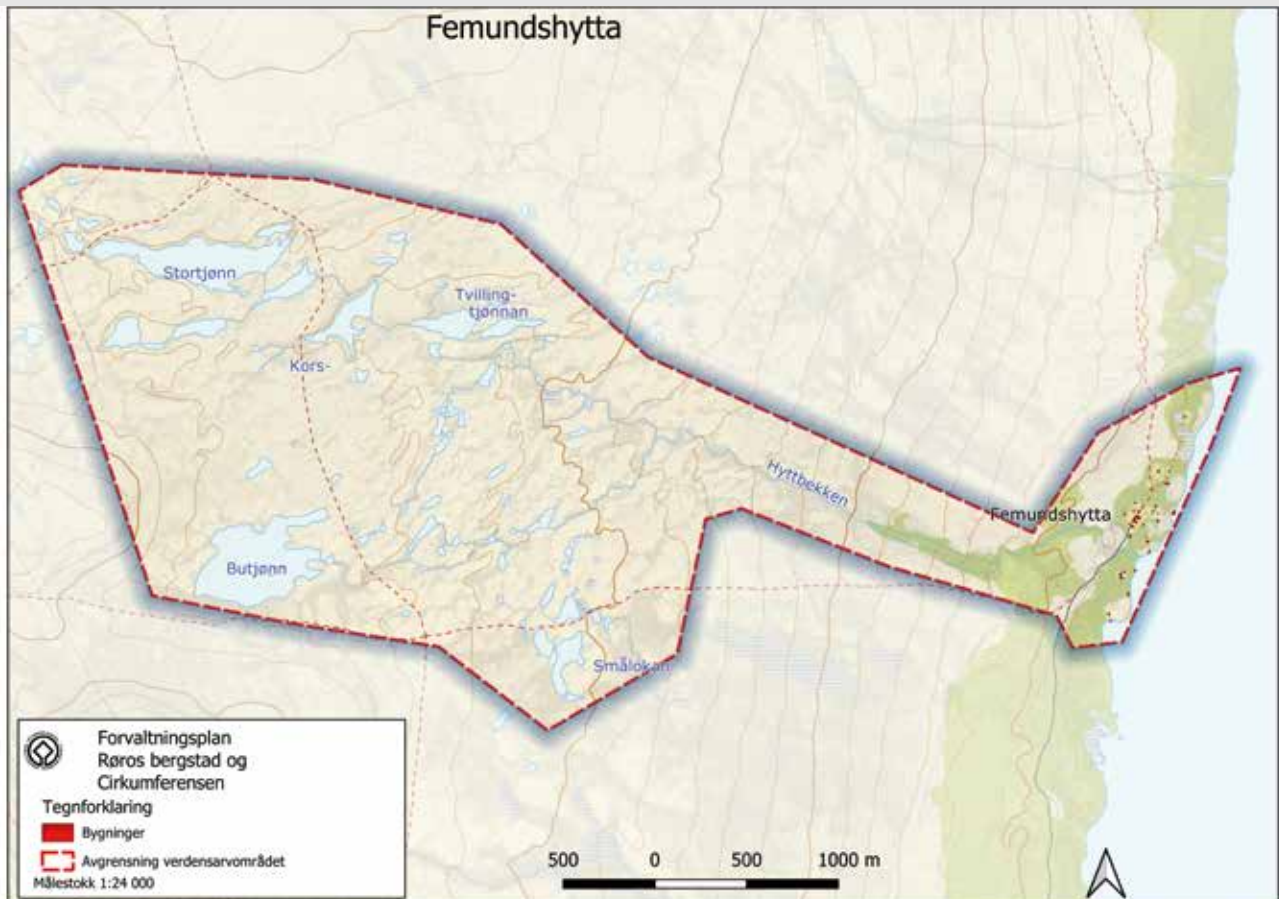 Femundshytta
Stortjønn
Tvilling-
tjønnan
Kors-
Hyttbekken
Femundshytta
Butjønn
Smålokan
Forvaltningsplan
Røros bergstad og
Cirkumferensen
Tegnforklaring
Bygninger
Avgrensning verdensarvområdet
Målestokk 1:24 000
500 0 500 1000 m